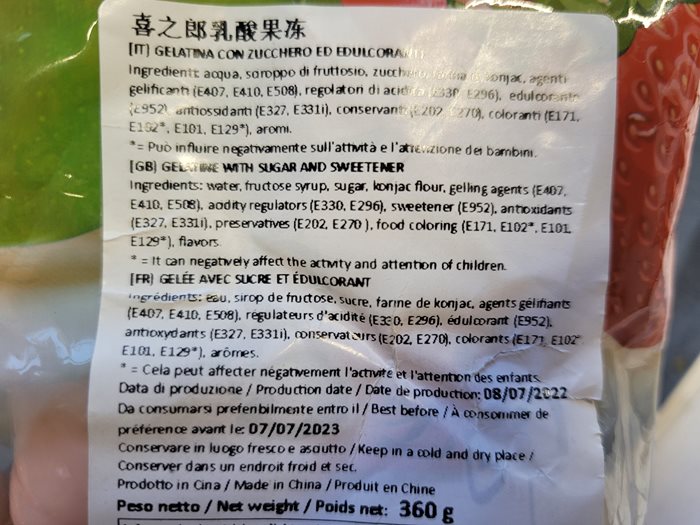 喜之郎乳酸果冻
[IT] GELATINA CON ZUCCHERO ED EDULCORANTI
Ingredienti: acqua, sciroppo di fruttosio, zucchero, farina di konjac, agenti
gelificanti (E407, E410, E508), regolatori di acidità (E330, E296), edulcorante
(E952), antiossidanti (E327, E331i), conservanti (E202, E270), coloranti (E171,
E102*, E101, E129*), aromi.
*= Può influire negativamente sull'attività e l'attenzione dei bambini.
[GB] GELATINE WITH SUGAR AND SWEETENER
Ingredients: water, fructose syrup, sugar, konjac flour, gelling agents (E407,
E410, E508), acidity regulators (E330, E296), sweetener (E952), antioxidants
(E327, E331i), preservatives (E202, E270 ), food coloring (E171, E102*, E101,
E129*), flavors.
* = It can negatively affect the activity and attention of children.
[FR] GELÉE AVEC SUCRE ET ÉDULCORANT
Ingrédients: eau, sirop de fructose, sucre, farine de konjac, agents gélifiants
(E407, E410, E508), régulateurs d'acidité (E330, E296), édulcorant (E952),
antioxydants (E327, E331i), conservateurs (E202, E270), colorants (E171, E102*
E101, E129*), arômes.
* = Cela peut affecter négativement l'activité et l'attention des enfants.
Data di produzione / Production date / Date de production: 08/07/2022
Da consumarsi preferibilmente entro il / Best before / À consommer de
préférence avant le: 07/07/2023
Conservare in luogo fresco e asciutto / Keep in a cold and dry place /
Conserver dans un endroit froid et sec.
Prodotto in Cina / Made in China / Produit en Chine
Peso netto / Net weight / Poids net: 360 g